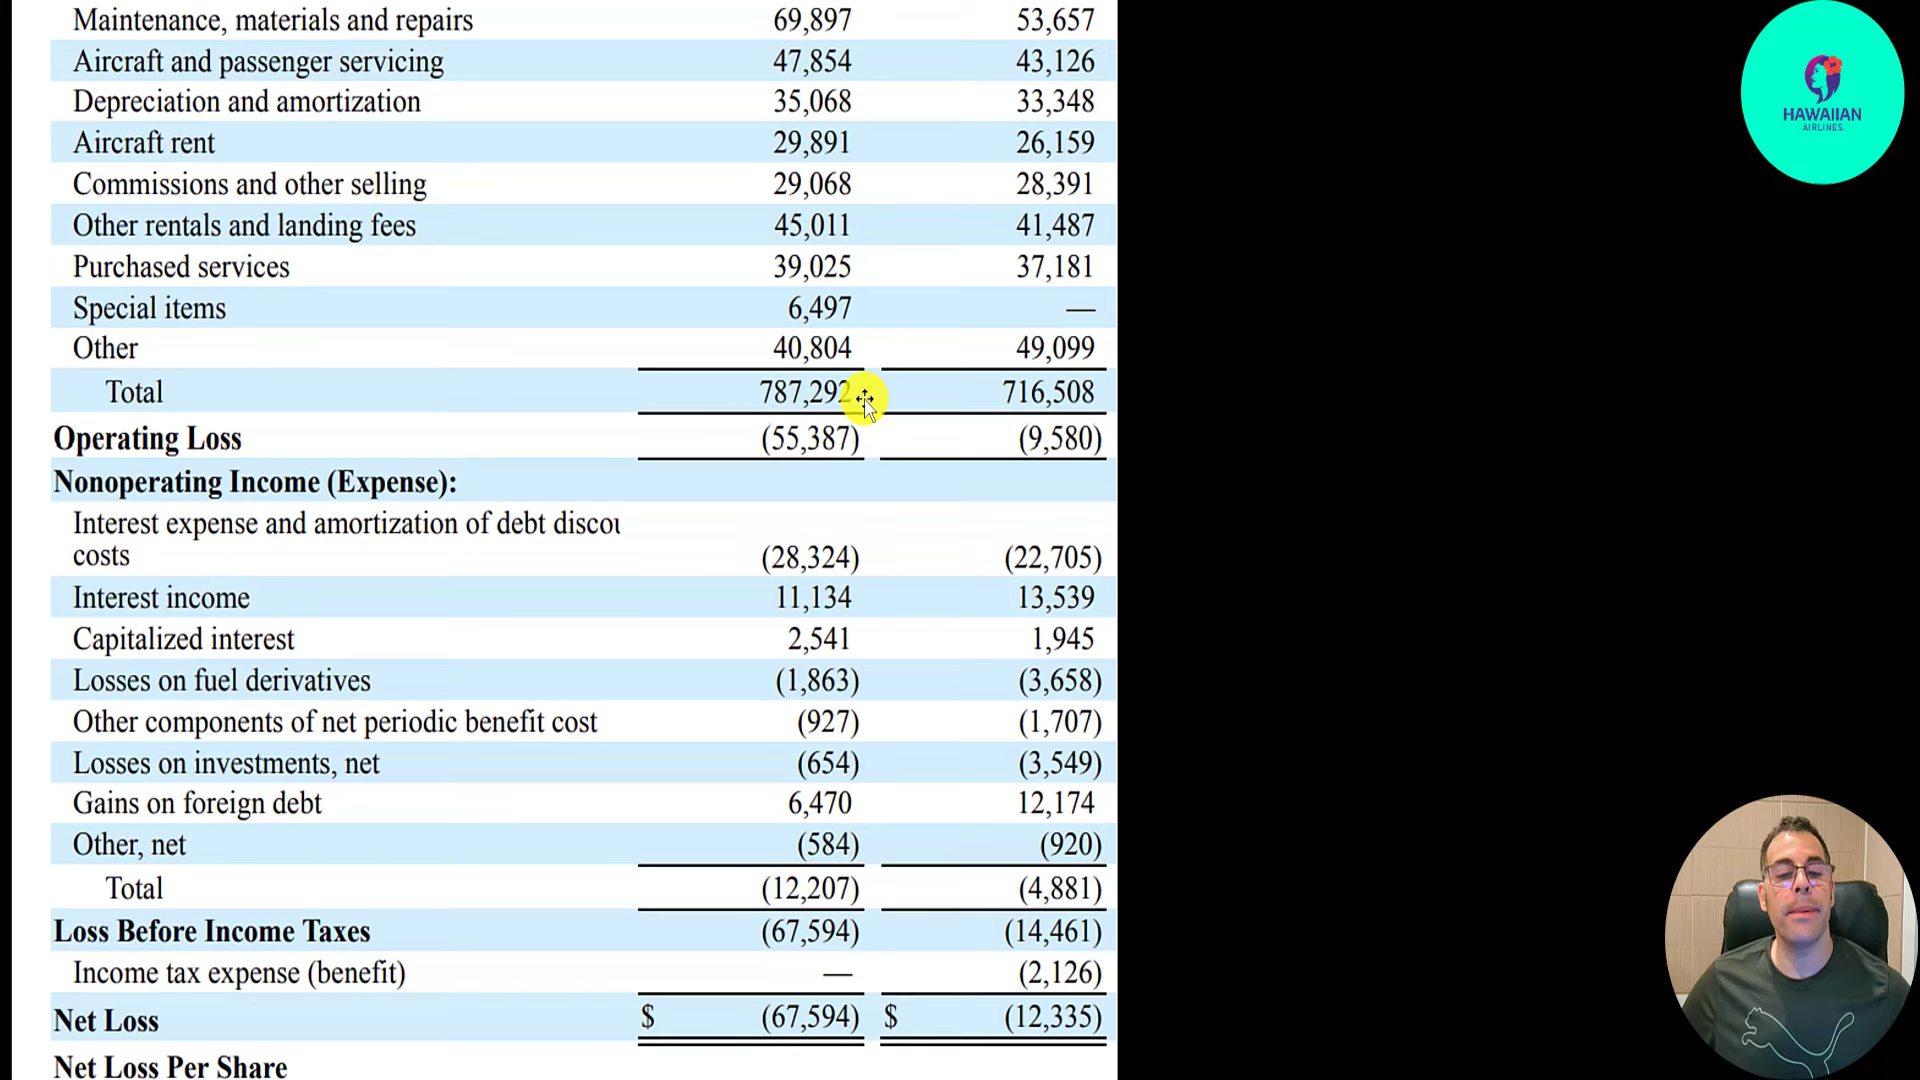 Maintenance, materials and repairs 69,897 53,657
Aircraft and passenger servicing 47,854 43,126
Depreciation and amortization 35,068 33,348
Aircraft rent 29,891 26,159
Commissions and other selling 29,068 28,391
Other rentals and landing fees 45,011 41,487
Purchased services 39,025 37,181
Special items 6,497 —
Other 40,804 49,099
Total 787,292 716,508
Operating Loss (55,387) (9,580)
Nonoperating Income (Expense):
Interest expense and amortization of debt discou
costs (28,324) (22,705)
Interest income 11,134 13,539
Capitalized interest 2,541 1,945
Losses on fuel derivatives (1,863) (3,658)
Other components of net periodic benefit cost (927) (1,707)
Losses on investments, net (654) (3,549)
Gains on foreign debt 6,470 12,174
Other, net (584) (920)
Total (12,207) (4,881)
Loss Before Income Taxes (67,594) (14,461)
Income tax expense (benefit) — (2,126)
Net Loss $ (67,594) $ (12,335)
Net Loss Per Share
HAWAIIAN
AIRLINES.